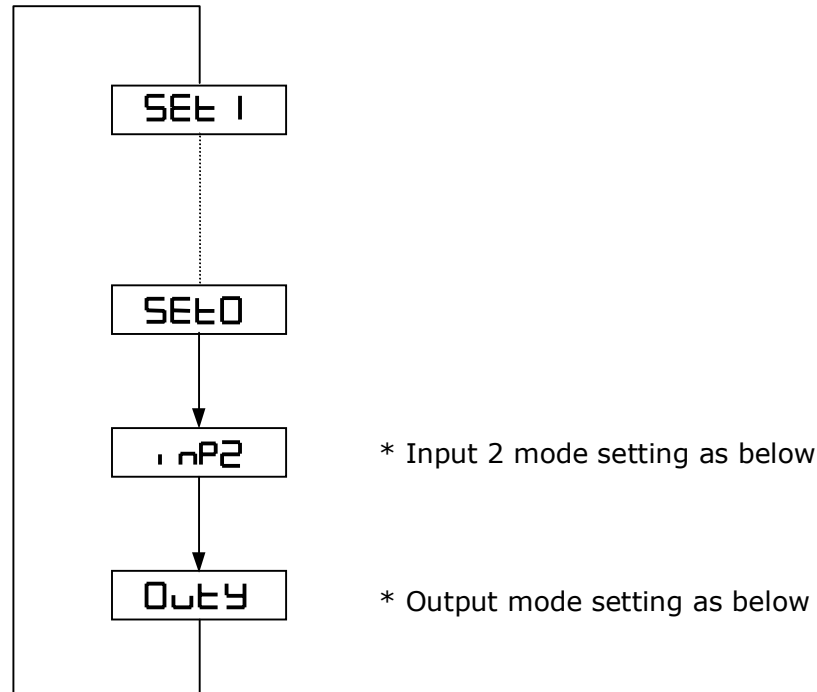 SEt 1
SEt0
inP2
* Input 2 mode setting as below
OutY
* Output mode setting as below